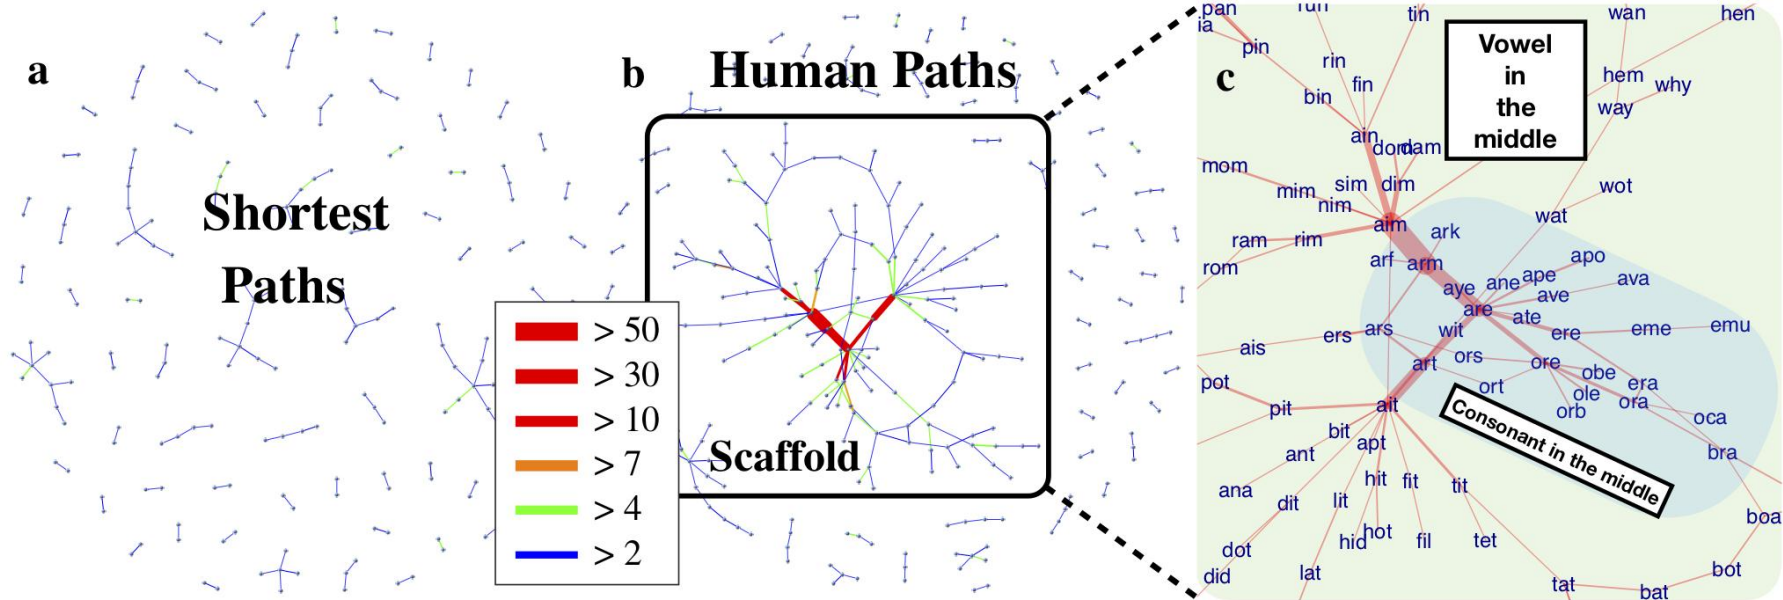 a
Shortest
Paths
b
Human Paths
Scaffold
> 50
> 30
> 10
> 7
> 4
> 2
c
Vowel
in
the
middle
Consonant in the middle
pan
run
tin
wan
hen
ia
pin
rin
fin
bin
hem
why
way
ain
dom
dam
mom
mim
sim
dim
nim
wot
wat
aim
ark
ram
rim
arf
arm
rom
apo
aye
ane
ape
ava
ave
are
ate
ers
ars
wit
ere
eme
emu
ais
art
ors
ore
obe
era
pot
ort
ole
ora
pit
ait
orb
oca
bit
apt
bra
ant
hit
fit
tit
ana
dit
lit
boa
hot
hid
fil
tet
dot
did
lat
tat
bat
bot